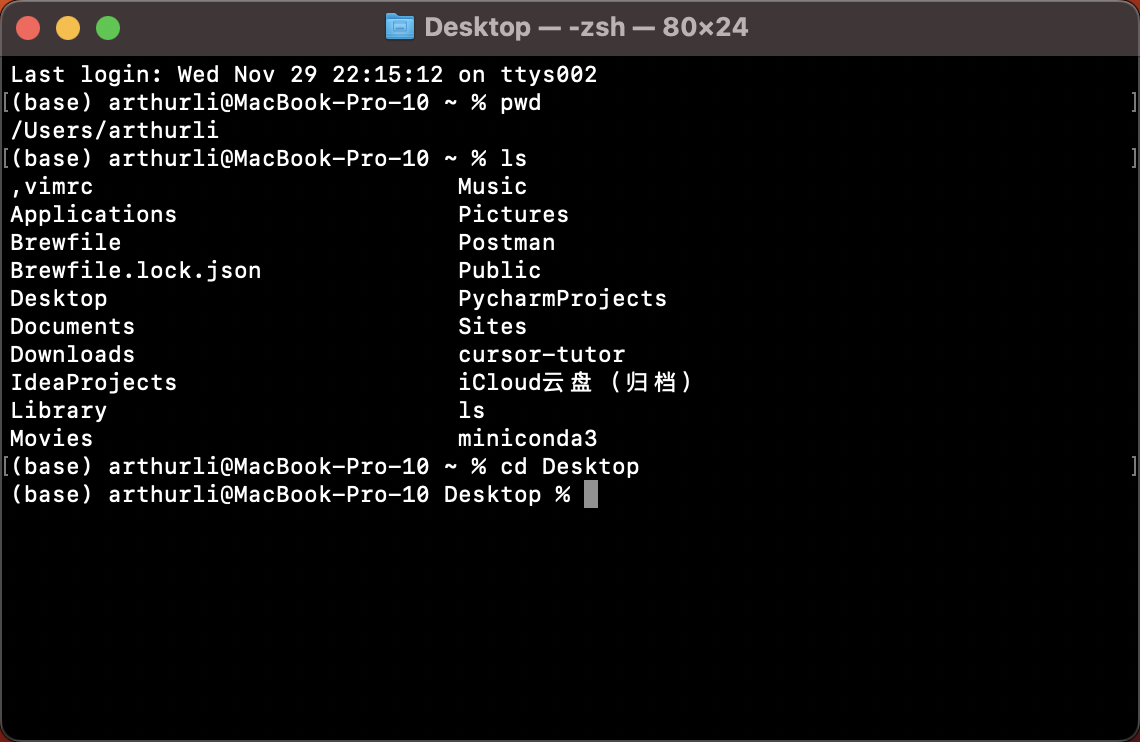 Desktop — -zsh — 80×24
Last login: Wed Nov 29 22:15:12 on ttys002
[(base) arthurli@MacBook-Pro-10 ~ % pwd ]
/Users/arthurli
[(base) arthurli@MacBook-Pro-10 ~ % ls ]
,vimrc Music
Applications Pictures
Brewfile Postman
Brewfile.lock.json Public
Desktop PycharmProjects
Documents Sites
Downloads cursor-tutor
IdeaProjects iCloud云盘（归档）
Library ls
Movies miniconda3
[(base) arthurli@MacBook-Pro-10 ~ % cd Desktop ]
(base) arthurli@MacBook-Pro-10 Desktop %